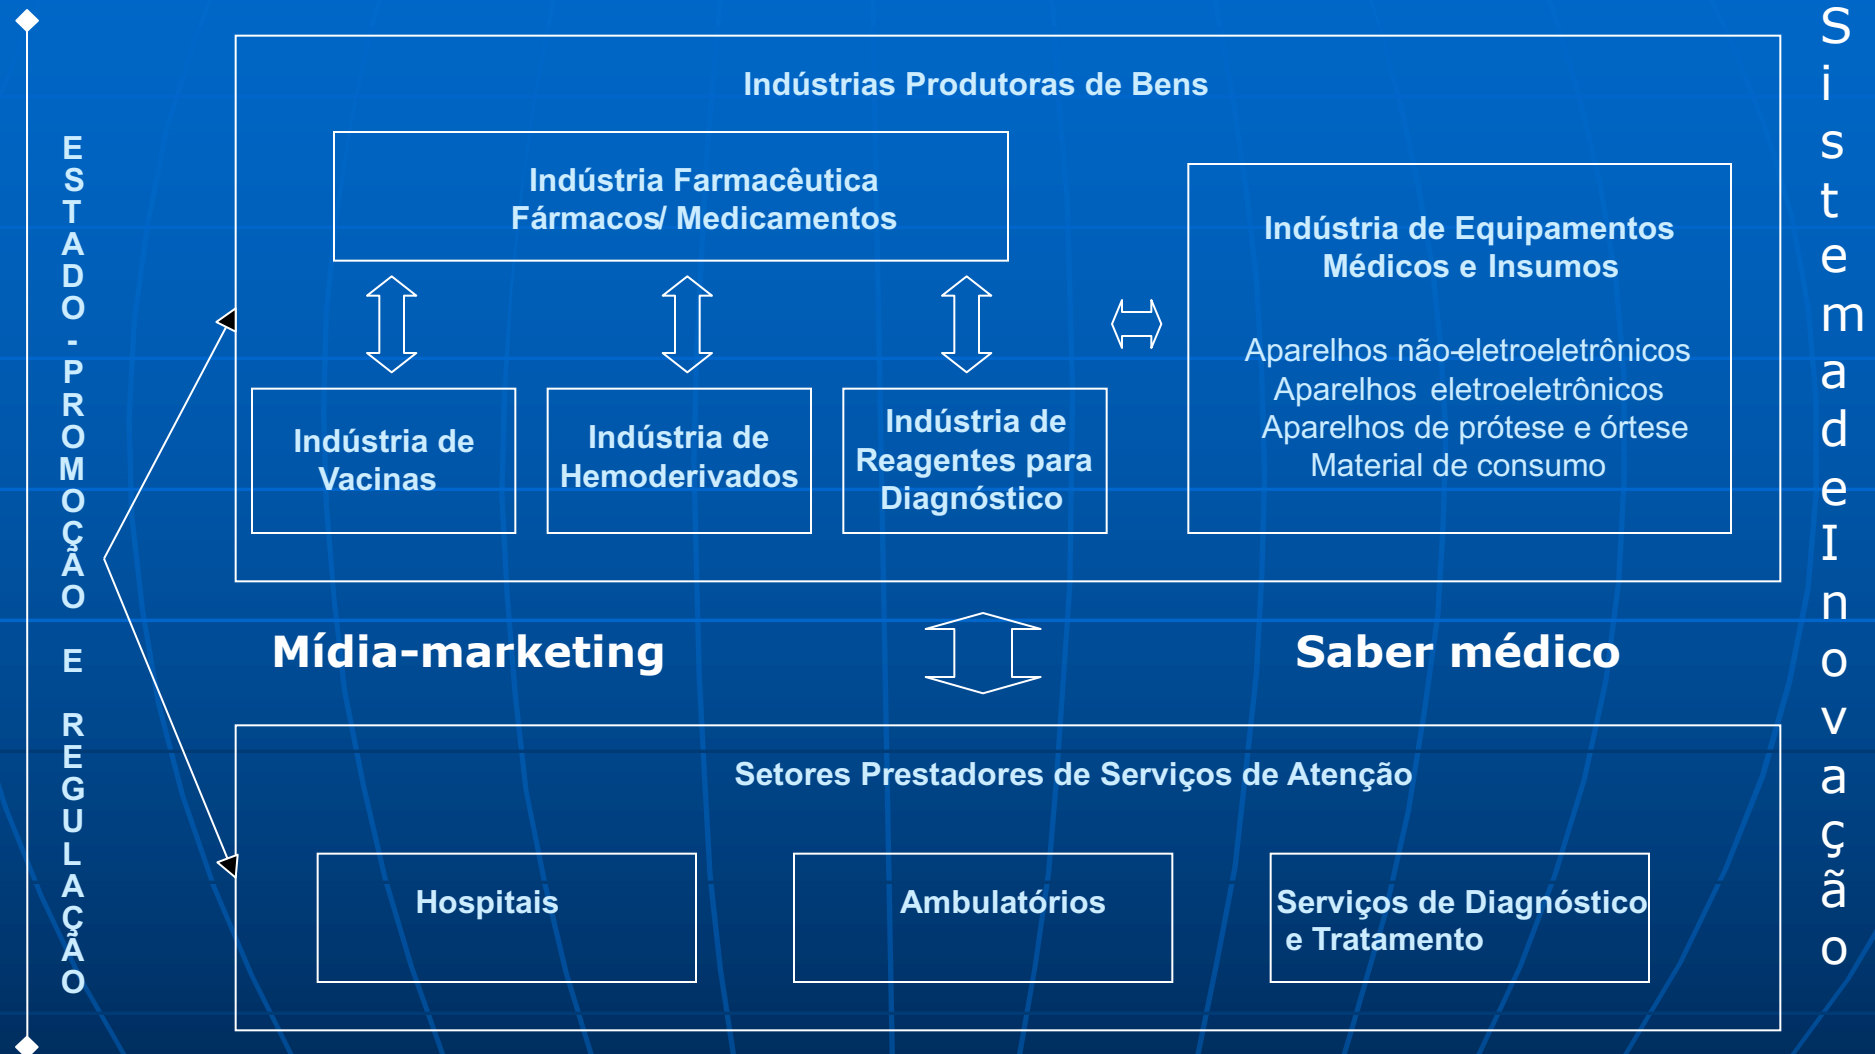 ESTADO - PROMOÇÃO E REGULAÇÃO
Indústrias Produtoras de Bens
Indústria Farmacêutica
Fármacos/ Medicamentos
Indústria de Equipamentos
Médicos e Insumos
Aparelhos não-eletroeletrônicos
Aparelhos eletroeletrônicos
Aparelhos de prótese e órtese
Material de consumo
Indústria de
Vacinas
Indústria de
Hemoderivados
Indústria de
Reagentes para
Diagnóstico
Mídia-marketing
Saber médico
Setores Prestadores de Serviços de Atenção
Hospitais
Ambulatórios
Serviços de Diagnóstico
e Tratamento
Sistema de Inovação